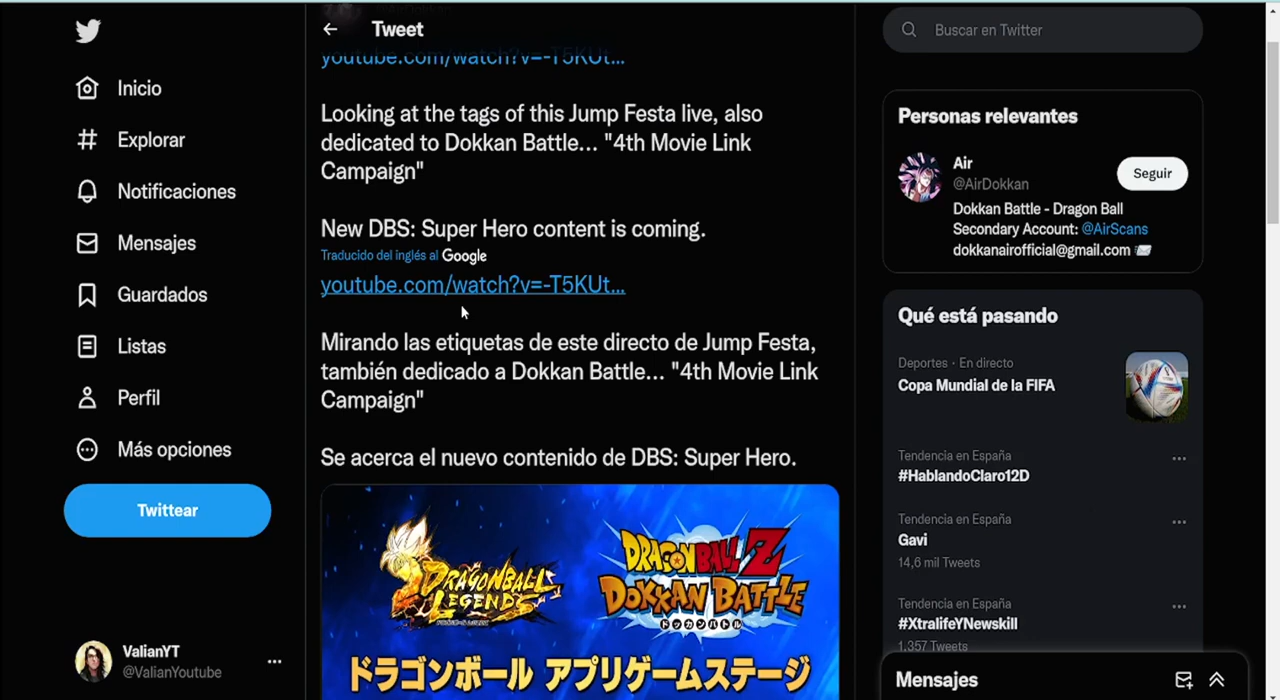 Inicio
Explorar
Notificaciones
Mensajes
Guardados
Listas
Perfil
Más opciones
Twittear
ValianYT
@ValianYoutube
Tweet
youtube.com/watch?v=-T5KUt...
Looking at the tags of this Jump Festa live, also
dedicated to Dokkan Battle... "4th Movie Link
Campaign"
New DBS: Super Hero content is coming.
Traducido del inglés al Google
youtube.com/watch?v=-T5KUt...
Mirando las etiquetas de este directo de Jump Festa,
también dedicado a Dokkan Battle... "4th Movie Link
Campaign"
Se acerca el nuevo contenido de DBS: Super Hero.
DRAGONBALL
LEGENDS
DRAGON BALL Z
DOKKAN BATTLE
ドッカンバトル
ドラゴンボール アプリゲームステージ
Buscar en Twitter
Personas relevantes
Air
@AirDokkan
Seguir
Dokkan Battle - Dragon Ball
Secondary Account: @AirScans
dokkanairofficial@gmail.com
Qué está pasando
Deportes · En directo
Copa Mundial de la FIFA
Tendencia en España
#HablandoClaro12D
Tendencia en España
Gavi
14,6 mil Tweets
Tendencia en España
#XtralifeYNewskill
1.357 Tweets
Mensajes